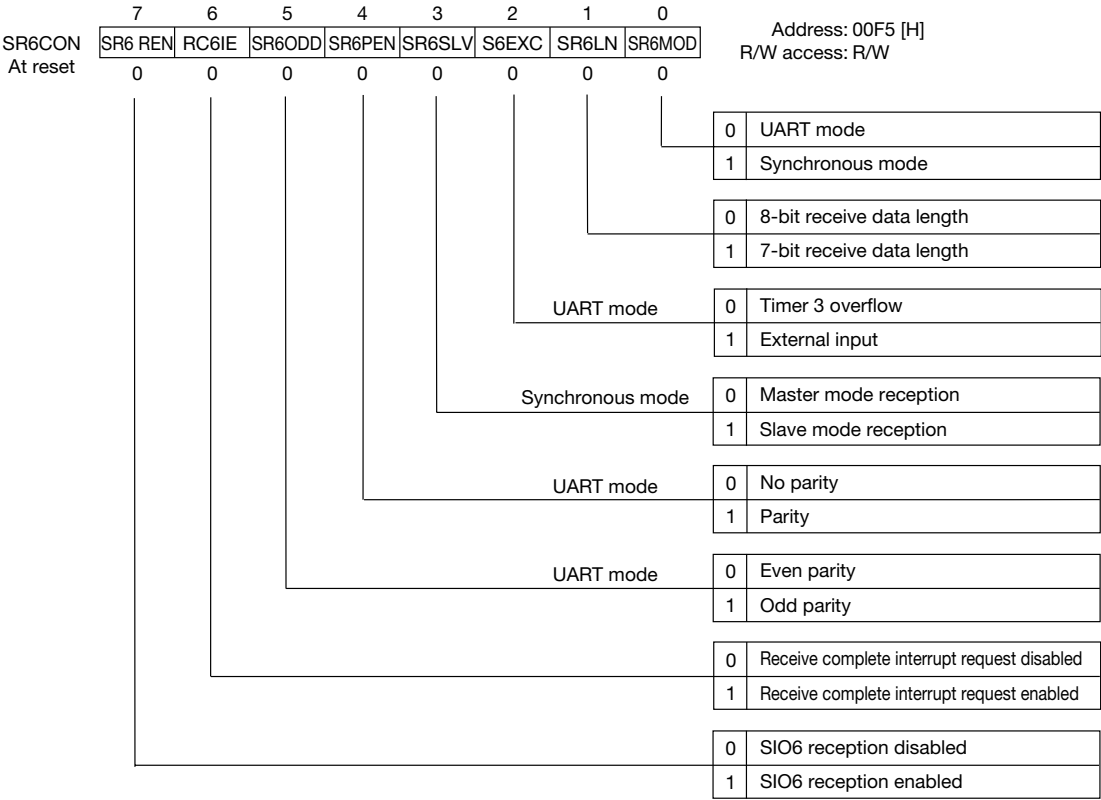 7 6 5 4 3 2 1 0
SR6CON SR6 REN RC6IE SR6ODD SR6PEN SR6SLV S6EXC SR6LN SR6MOD
At reset 0 0 0 0 0 0 0 0
Address: 00F5 [H]
R/W access: R/W
0 UART mode
1 Synchronous mode
0 8-bit receive data length
1 7-bit receive data length
UART mode
0 Timer 3 overflow
1 External input
Synchronous mode
0 Master mode reception
1 Slave mode reception
UART mode
0 No parity
1 Parity
UART mode
0 Even parity
1 Odd parity
0 Receive complete interrupt request disabled
1 Receive complete interrupt request enabled
0 SIO6 reception disabled
1 SIO6 reception enabled